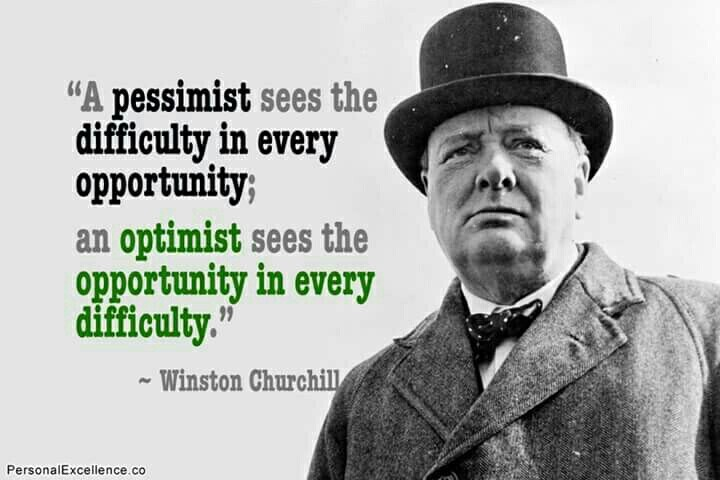 “A pessimist sees the
difficulty in every
opportunity;
an optimist sees the
opportunity in every
difficulty.”
~ Winston Churchill
PersonalExcellence.co